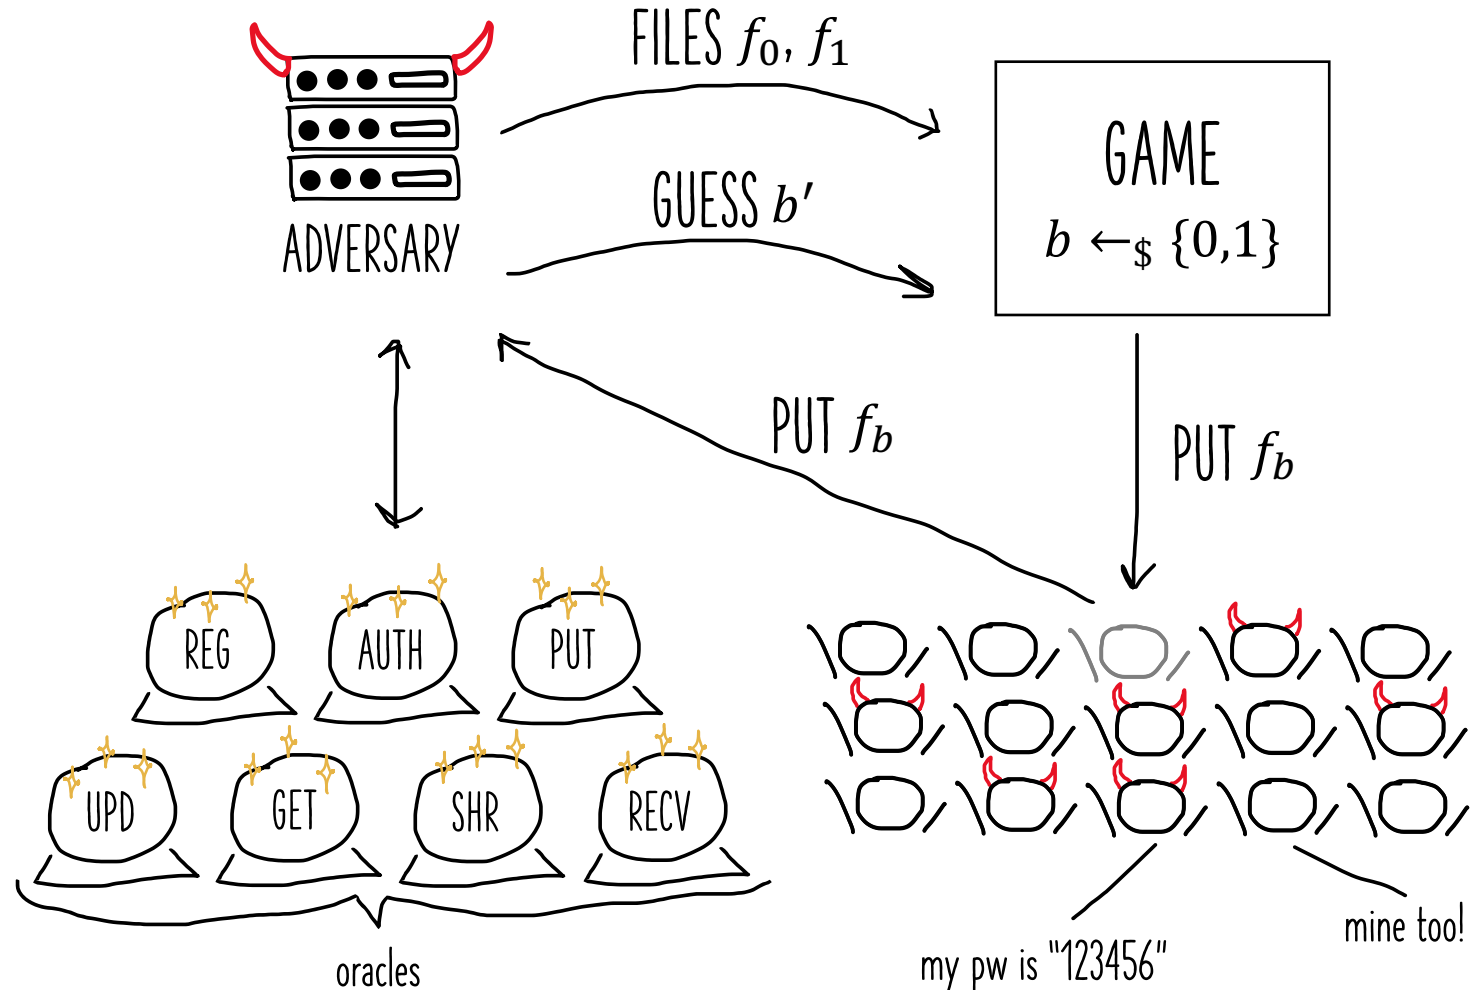 FILES f₀, f₁
GUESS b′
ADVERSARY
GAME
b ←$ {0,1}
PUT f_b
PUT f_b
REG
AUTH
PUT
UPD
GET
SHR
RECV
oracles
my pw is "123456"
mine too!